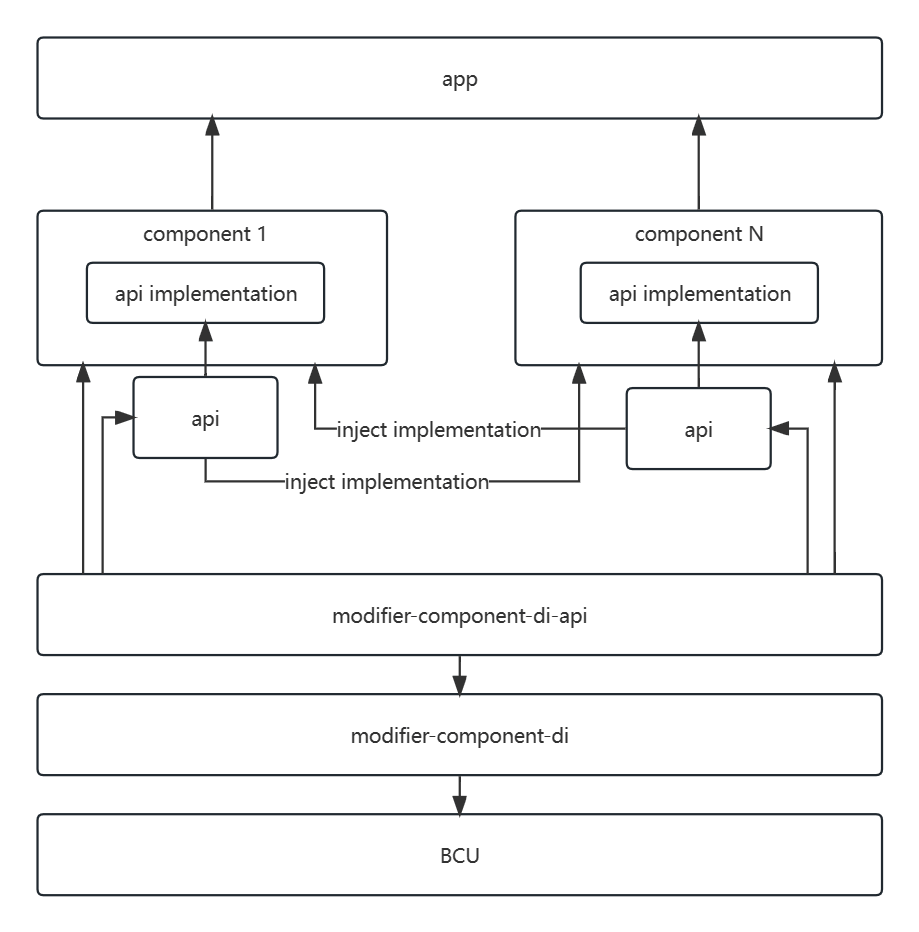 app
component 1
component N
api implementation
api implementation
api
api
inject implementation
inject implementation
modifier-component-di-api
modifier-component-di
BCU